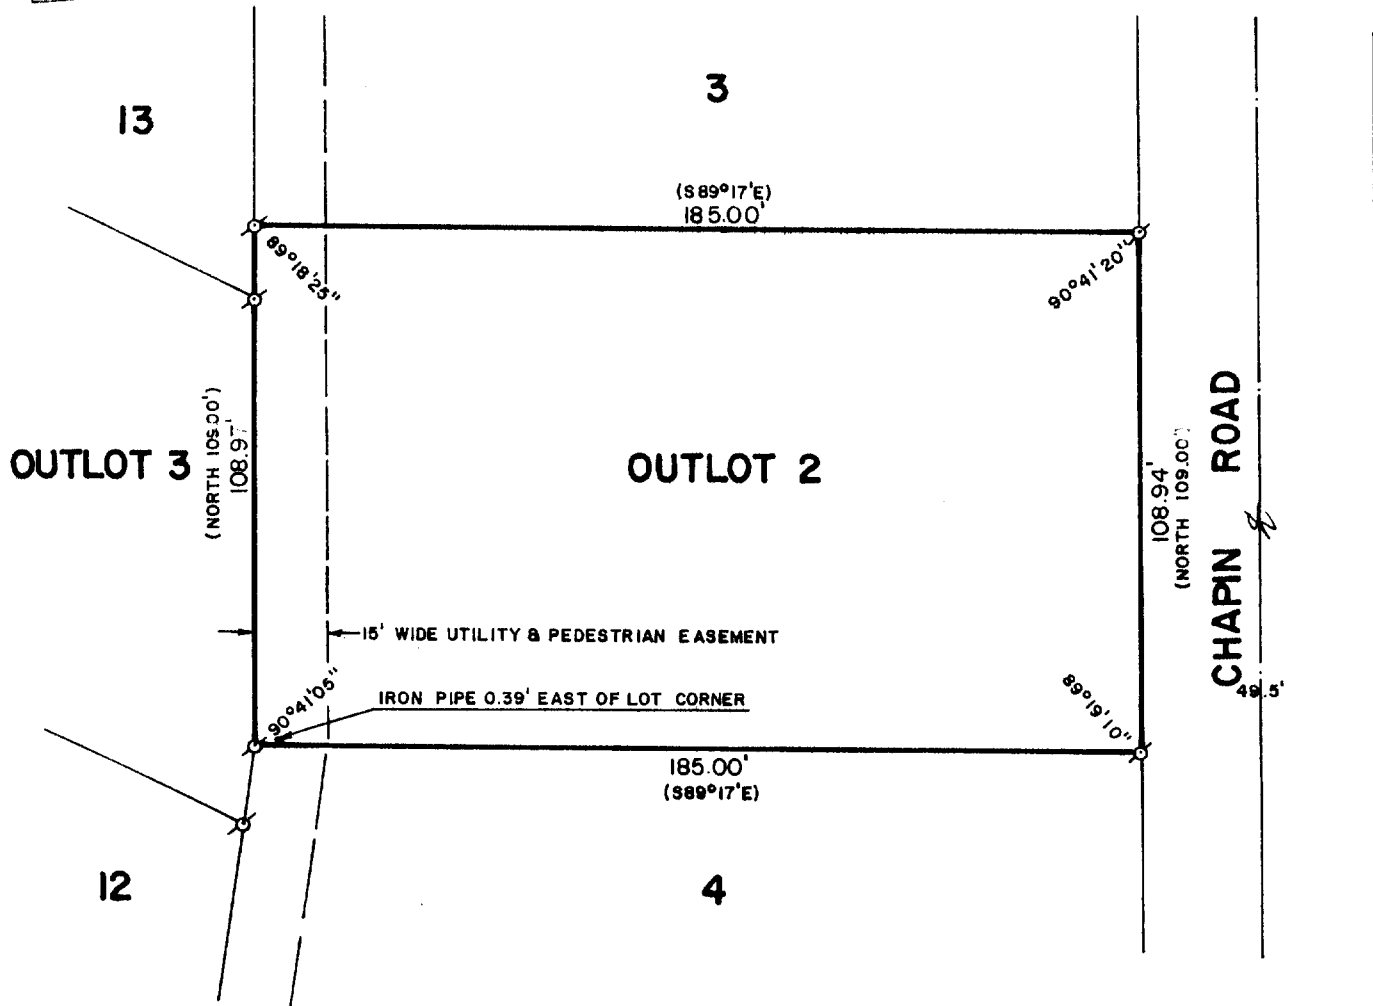 3
13
(S89°17'E)
185.00'
89°18'25"
90°41'20"
OUTLOT 3
(NORTH 109.00')
108.97'
OUTLOT 2
108.94'
(NORTH 109.00')
CHAPIN ROAD
15' WIDE UTILITY & PEDESTRIAN EASEMENT
90°41'05"
IRON PIPE 0.39' EAST OF LOT CORNER
89°19'10"
49.5'
185.00'
(S89°17'E)
12
4